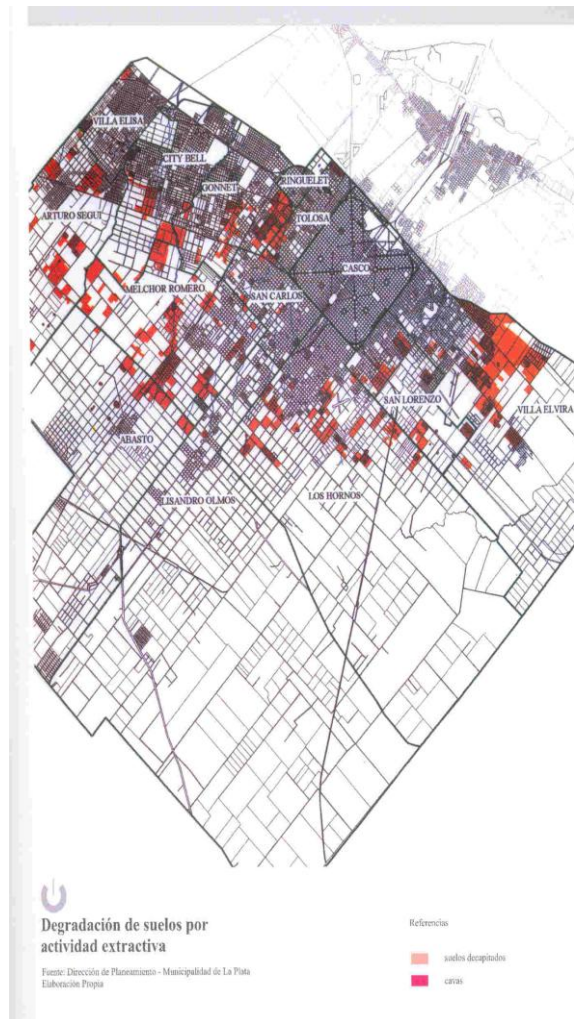 VILLA ELISA
CITY BELL
GONNET
RINGUELET
TOLOSA
ARTURO SEGUI
CASCO
MELCHOR ROMERO
SAN CARLOS
SAN LORENZO
VILLA ELVIRA
ABASTO
LISANDRO OLMOS
LOS HORNOS
Degradación de suelos por
actividad extractiva
Fuente: Dirección de Planeamiento - Municipalidad de La Plata
Elaboración Propia
Referencias
suelos decapitados
cavas